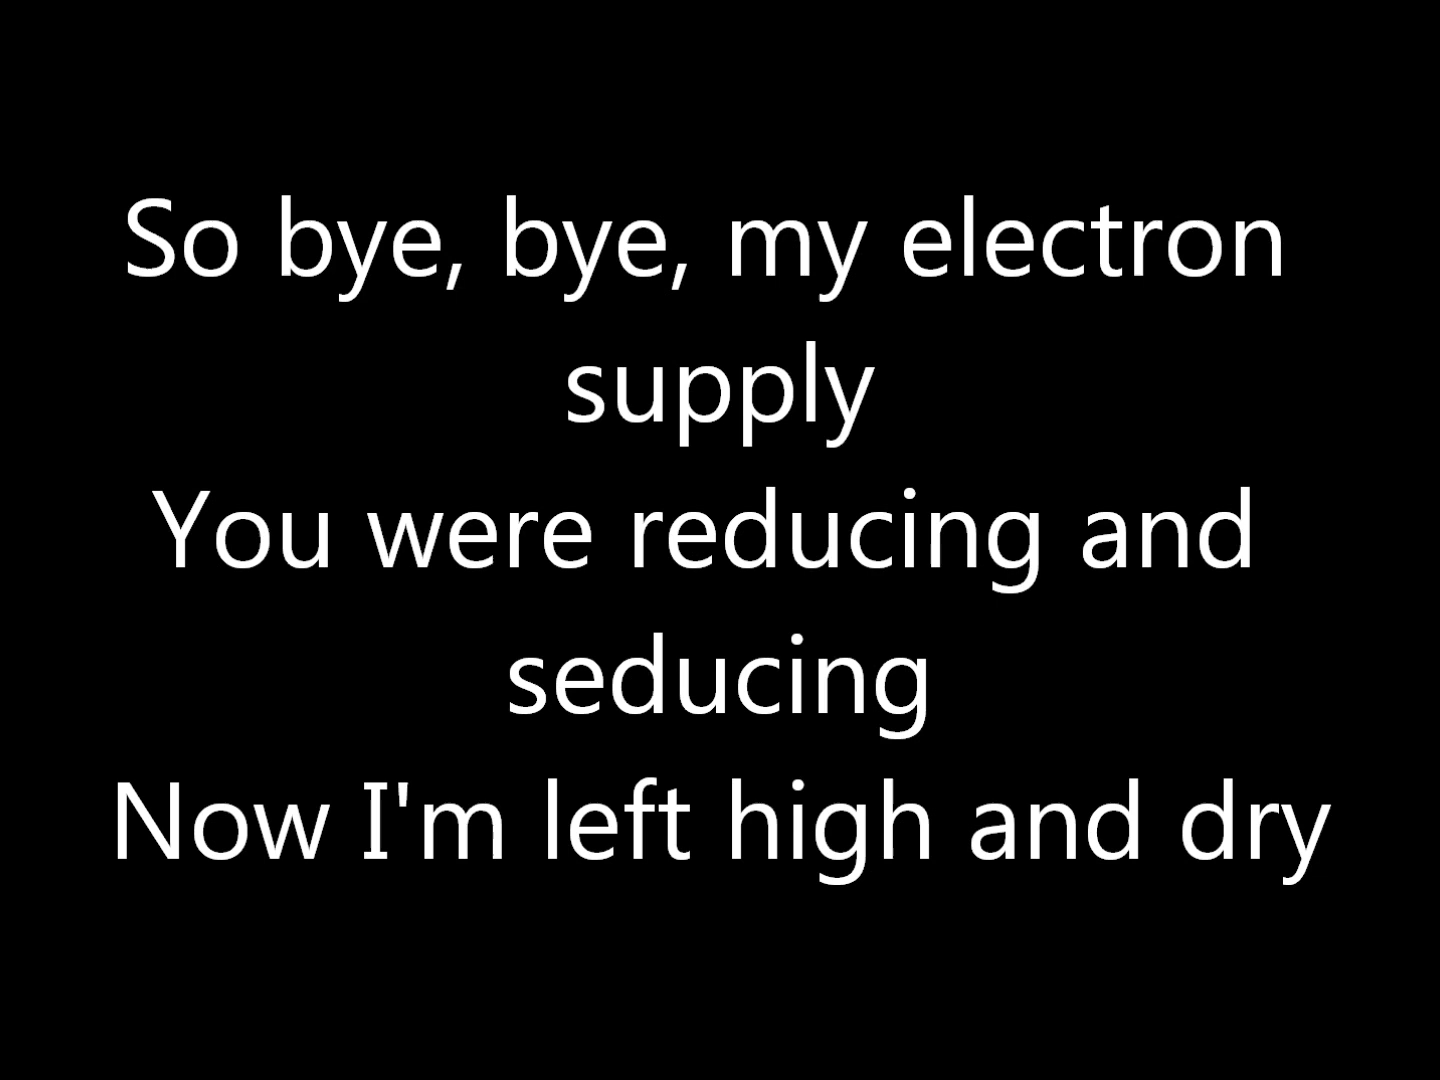 So bye, bye, my electron
supply
You were reducing and
seducing
Now I'm left high and dry